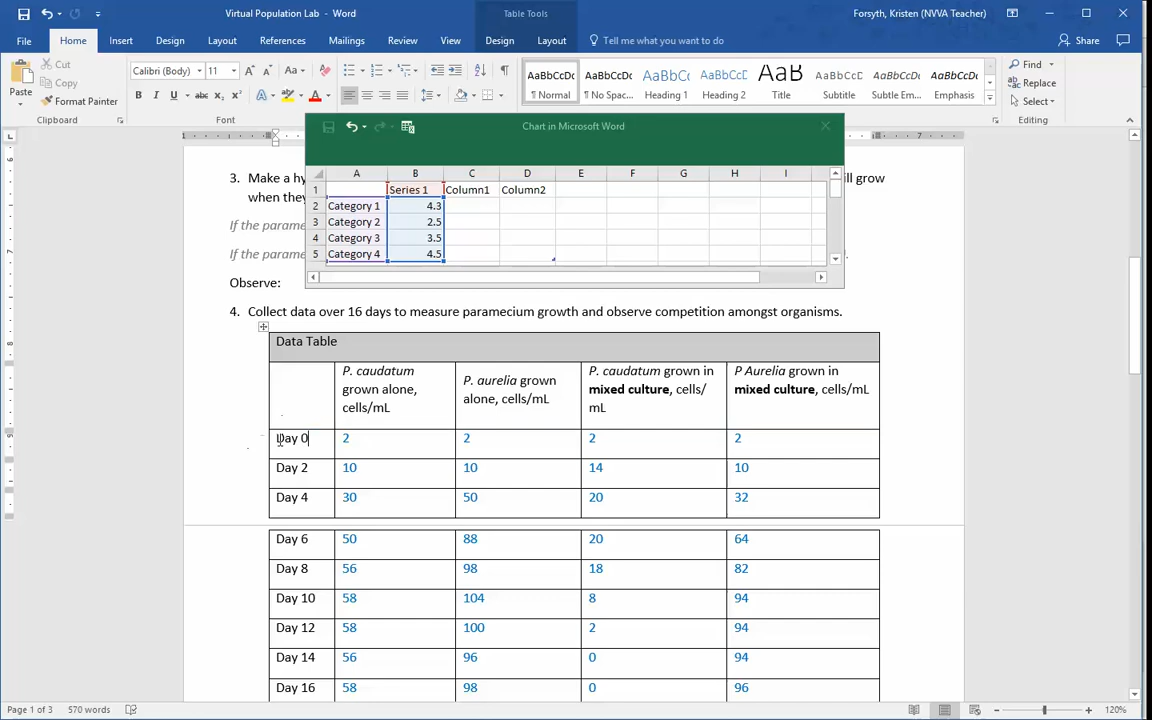 Virtual Population Lab - Word
Table Tools
Forsyth, Kristen (NVVA Teacher)
File Home Insert Design Layout References Mailings Review View Design Layout Tell me what you want to do Share
Paste
Cut
Copy
Format Painter
Clipboard
Calibri (Body) 11
Font
AaBbCcDc AaBbCcDc AaBbCc AaBbCcD AaB AaBbCcD AaBbCcDc AaBbCcDc
¶ Normal ¶ No Spac... Heading 1 Heading 2 Title Subtitle Subtle Em... Emphasis
Find
Replace
Select
Editing
Chart in Microsoft Word
A B C D E F G H I
1 Series 1 Column1 Column2
2 Category 1 4.3
3 Category 2 2.5
4 Category 3 3.5
5 Category 4 4.5
3. Make a hy ill grow
when they
If the parame
If the parame
Observe:
4. Collect data over 16 days to measure paramecium growth and observe competition amongst organisms.
Data Table
P. caudatum grown alone, cells/mL
P. aurelia grown alone, cells/mL
P. caudatum grown in mixed culture, cells/ mL
P Aurelia grown in mixed culture, cells/mL
Day 0 2 2 2 2
Day 2 10 10 14 10
Day 4 30 50 20 32
Day 6 50 88 20 64
Day 8 56 98 18 82
Day 10 58 104 8 94
Day 12 58 100 2 94
Day 14 56 96 0 94
Day 16 58 98 0 96
Page 1 of 3 570 words 120%